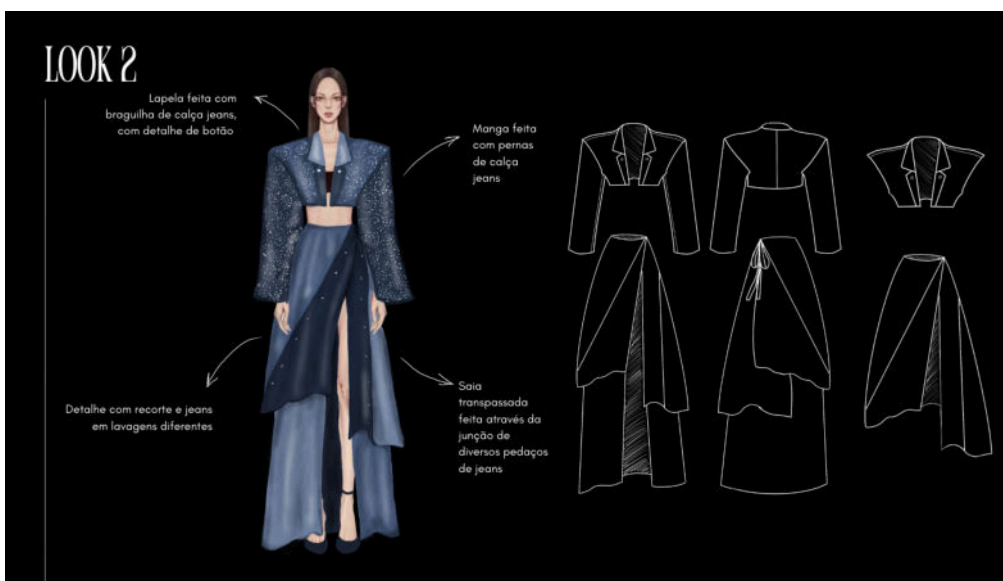 LOOK 2
Lapela feita com
braguilha de calça jeans,
com detalhe de botão
Manga feita
com pernas
de calça
jeans
Detalhe com recorte e jeans
em lavagens diferentes
Saia
transpassada
feita através da
junção de
diversos pedaços
de jeans